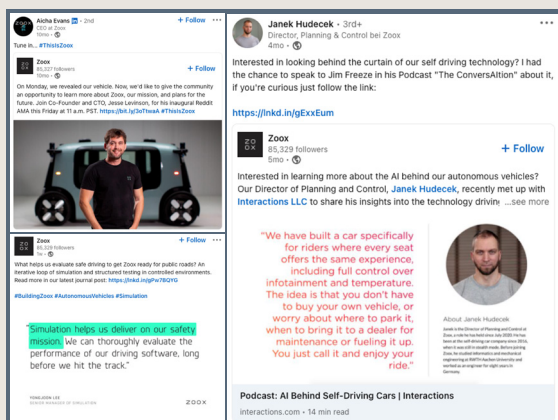 Aicha Evans in • 2nd
CEO at Zoox
10mo •
+ Follow
Tune in... #ThisIsZoox
Zoox
85,327 followers
10mo •
+ Follow
On Monday, we revealed our vehicle. Now, we'd like to give the community
an opportunity to learn more about Zoox, our mission, and plans for the
future. Join Co-Founder and CTO, Jesse Levinson, for his inaugural Reddit
AMA this Friday at 11 a.m. PST. https://bit.ly/3oTheaA #ThisIsZoox
Zoox
85,329 followers
1w •
+ Follow
What helps us evaluate safe driving to get Zoox ready for public roads? An
iterative loop of simulation and structured testing in controlled environments.
Read more in our latest journal post: https://lnkd.in/gPw78QYG
#BuildingZoox #AutonomousVehicles #Simulation
"Simulation helps us deliver on our safety
mission. We can thoroughly evaluate the
performance of our driving software, long
before we hit the track."
YONGJOON LEE
SENIOR MANAGER OF SIMULATION
ZOOX
Janek Hudecek • 3rd+
Director, Planning & Control bei Zoox
4mo •
Interested in looking behind the curtain of our self driving technology? I had
the chance to speak to Jim Freeze in his Podcast "The ConversAItion" about it,
if you're curious just follow the link:
https://lnkd.in/gExxEum
ZO
OX
Zoox
85,329 followers
5mo •
+ Follow
Interested in learning more about the AI behind our autonomous vehicles?
Our Director of Planning and Control, Janek Hudecek, recently met up with
Interactions LLC to share his insights into the technology driving ...see more
"We have built a car specifically
for riders where every seat
offers the same experience,
including full control over
infotainment and temperature.
The idea is that you don't have
to buy your own vehicle, or
worry about where to park it,
when to bring it to a dealer for
maintenance or fueling it up.
You just call it and enjoy your
ride."
About Janek Hudecek
Podcast: AI Behind Self-Driving Cars | Interactions
interactions.com • 14 min read